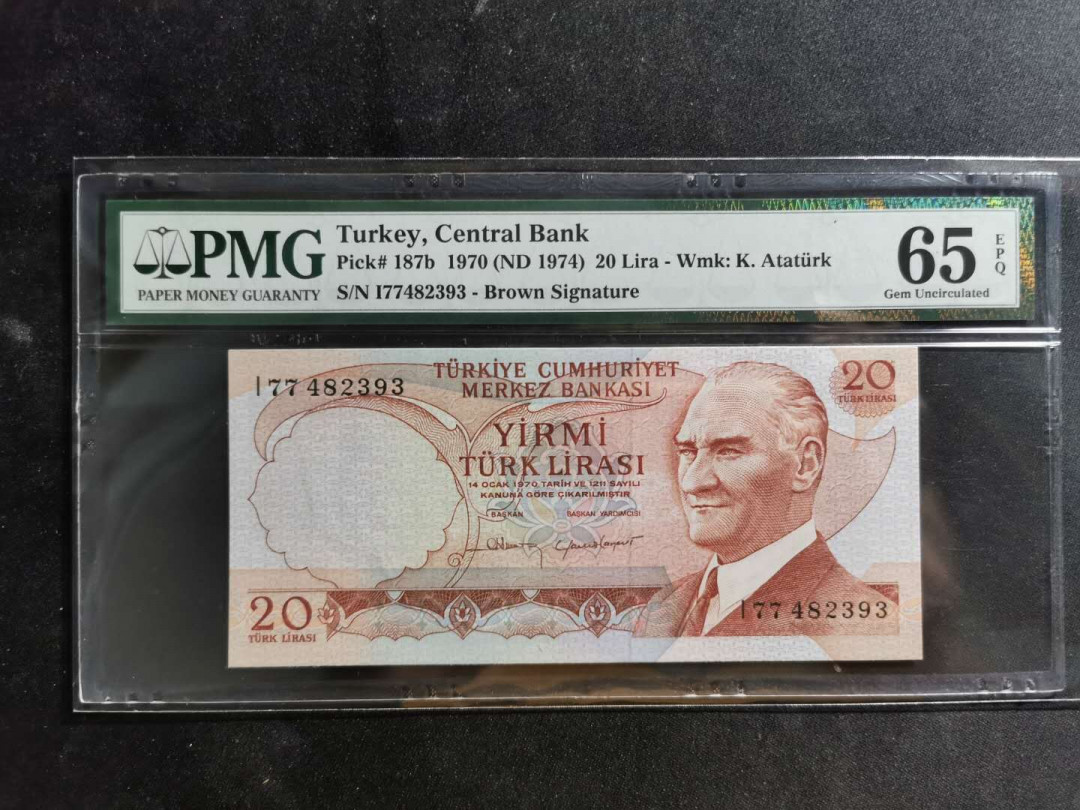 PMG
PAPER MONEY GUARANTY
Turkey, Central Bank
Pick# 187b 1970 (ND 1974) 20 Lira - Wmk: K. Atatürk
S/N I77482393 - Brown Signature
65
EPQ
Gem Uncirculated
I77 482393
TÜRKİYE CUMHURİYET
MERKEZ BANKASI
20
TÜRK LİRASI
YİRMİ
TÜRK LİRASI
14 OCAK 1970 TARİH VE 1211 SAYILI
KANUNA GÖRE ÇIKARILMIŞTIR
BAŞKAN BAŞKAN YARDIMCISI
20
TÜRK LİRASI
I77 482393